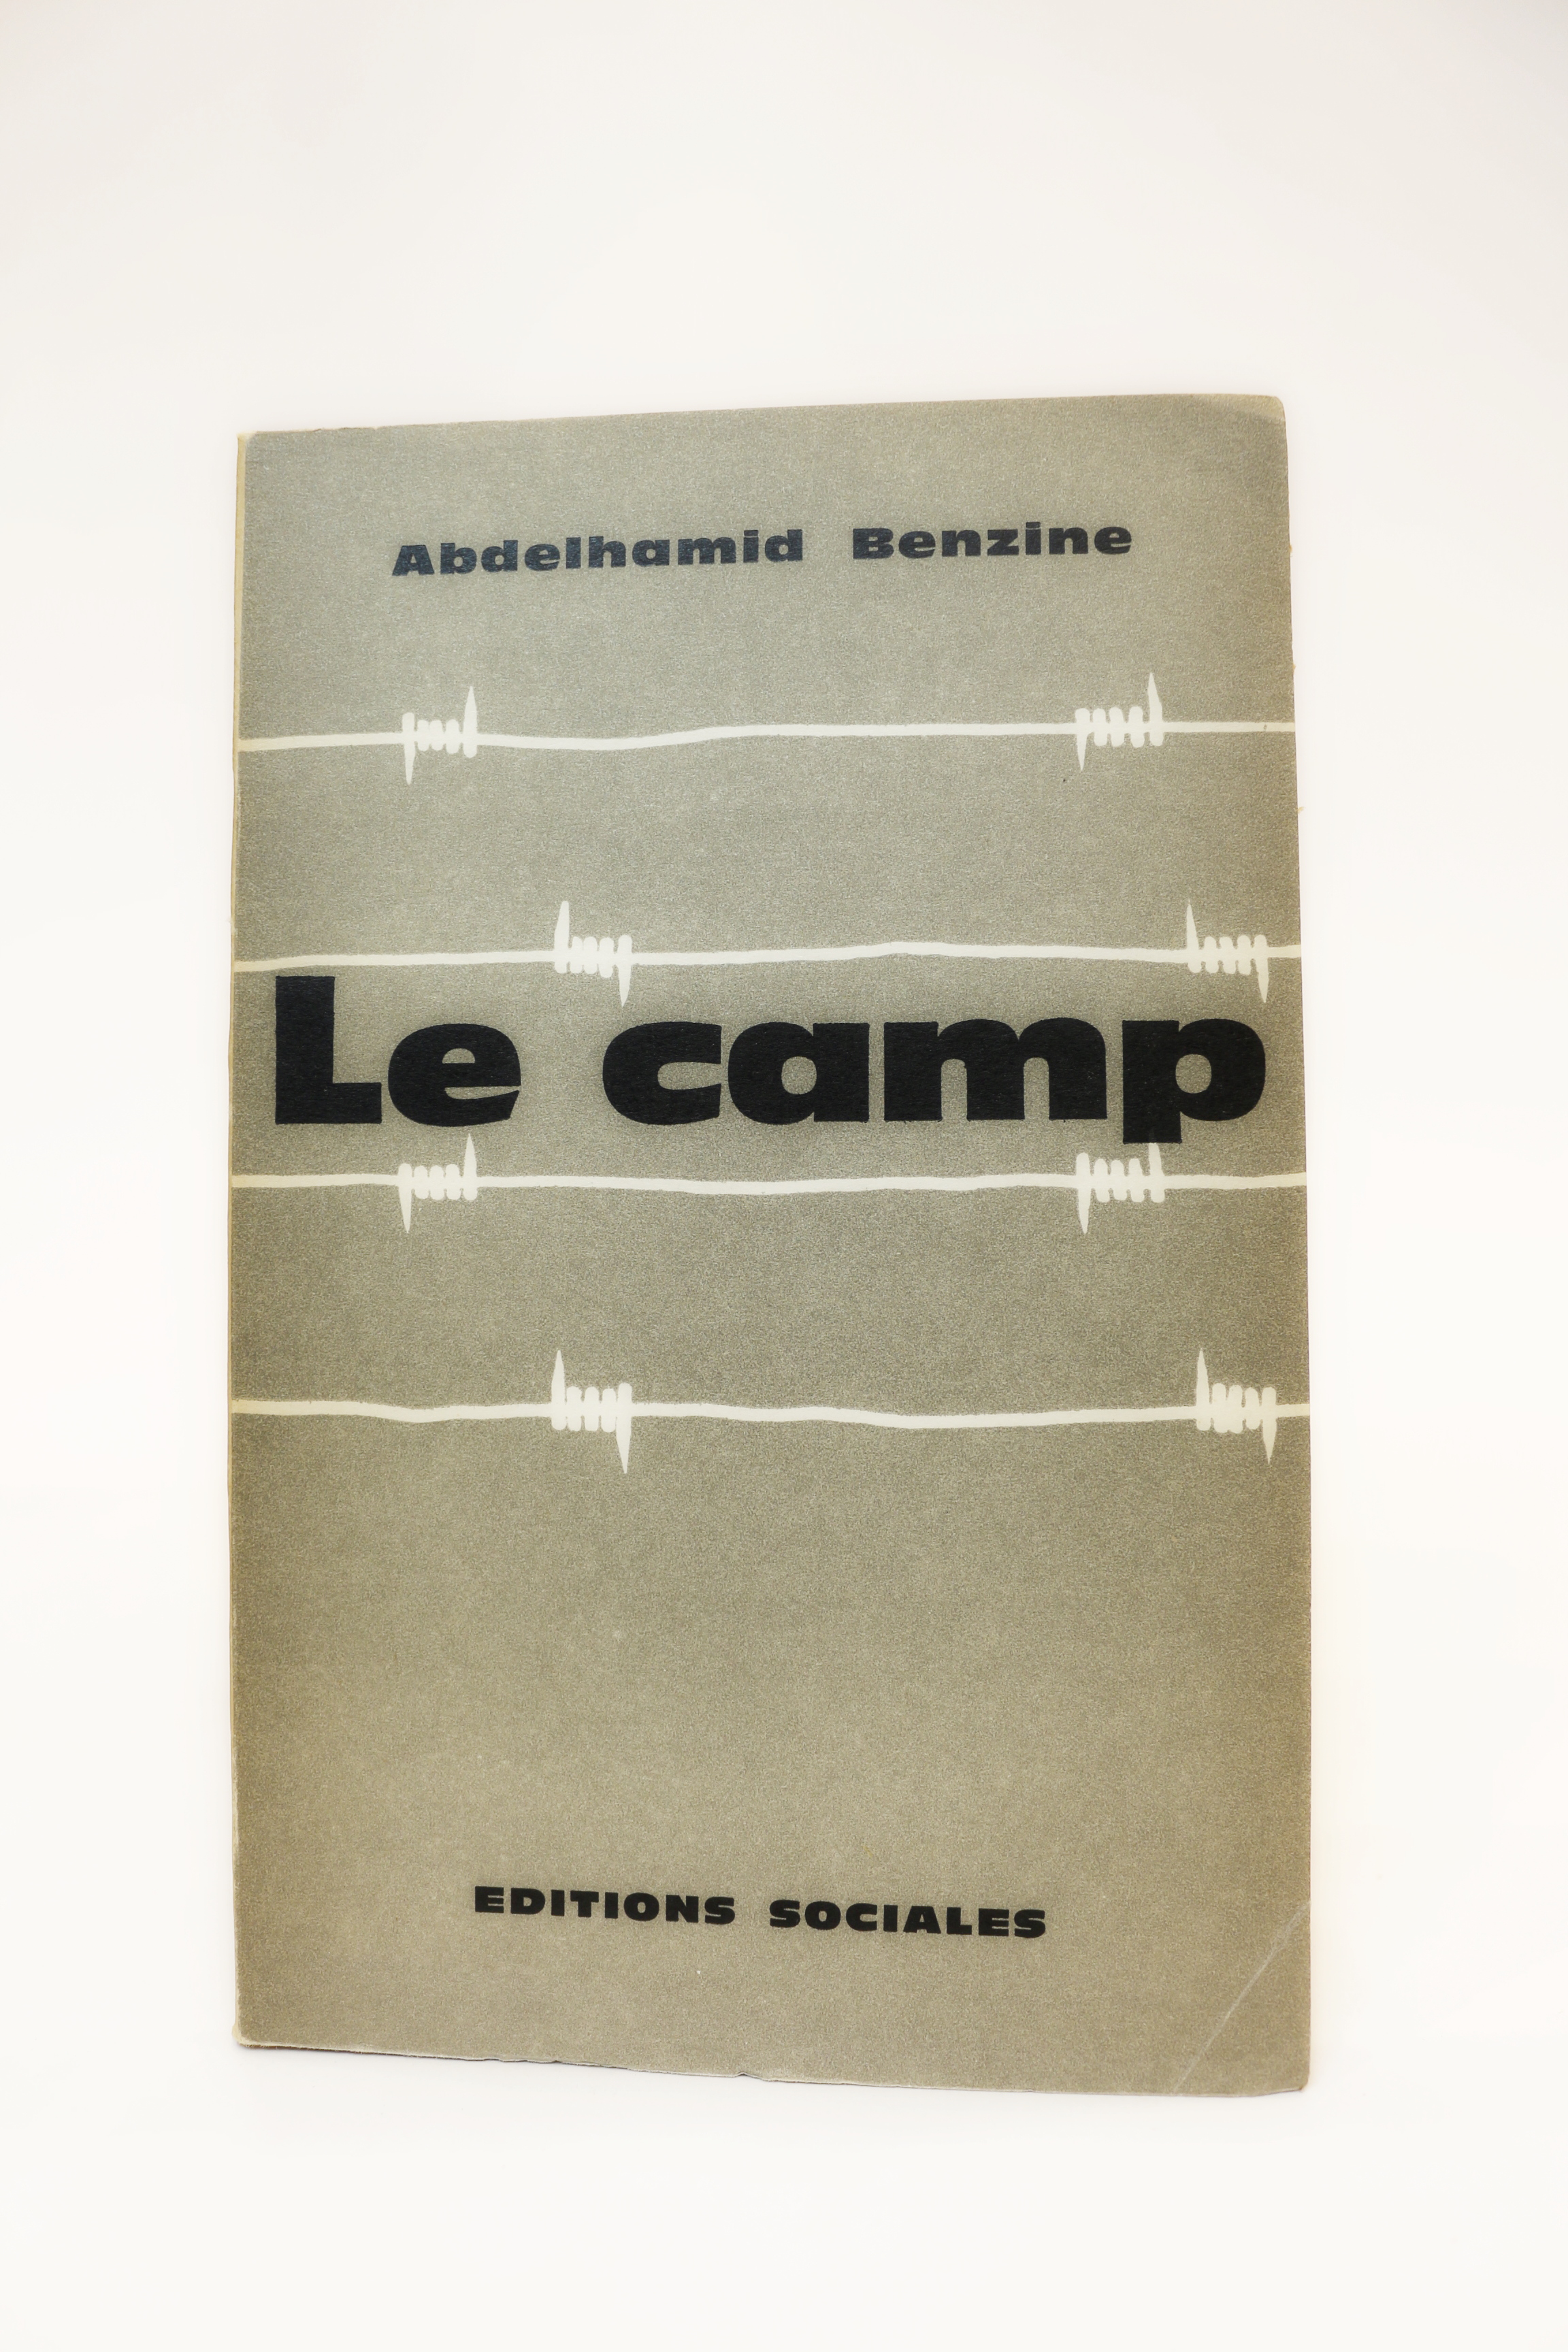 Abdelhamid Benzine
Le camp
EDITIONS SOCIALES